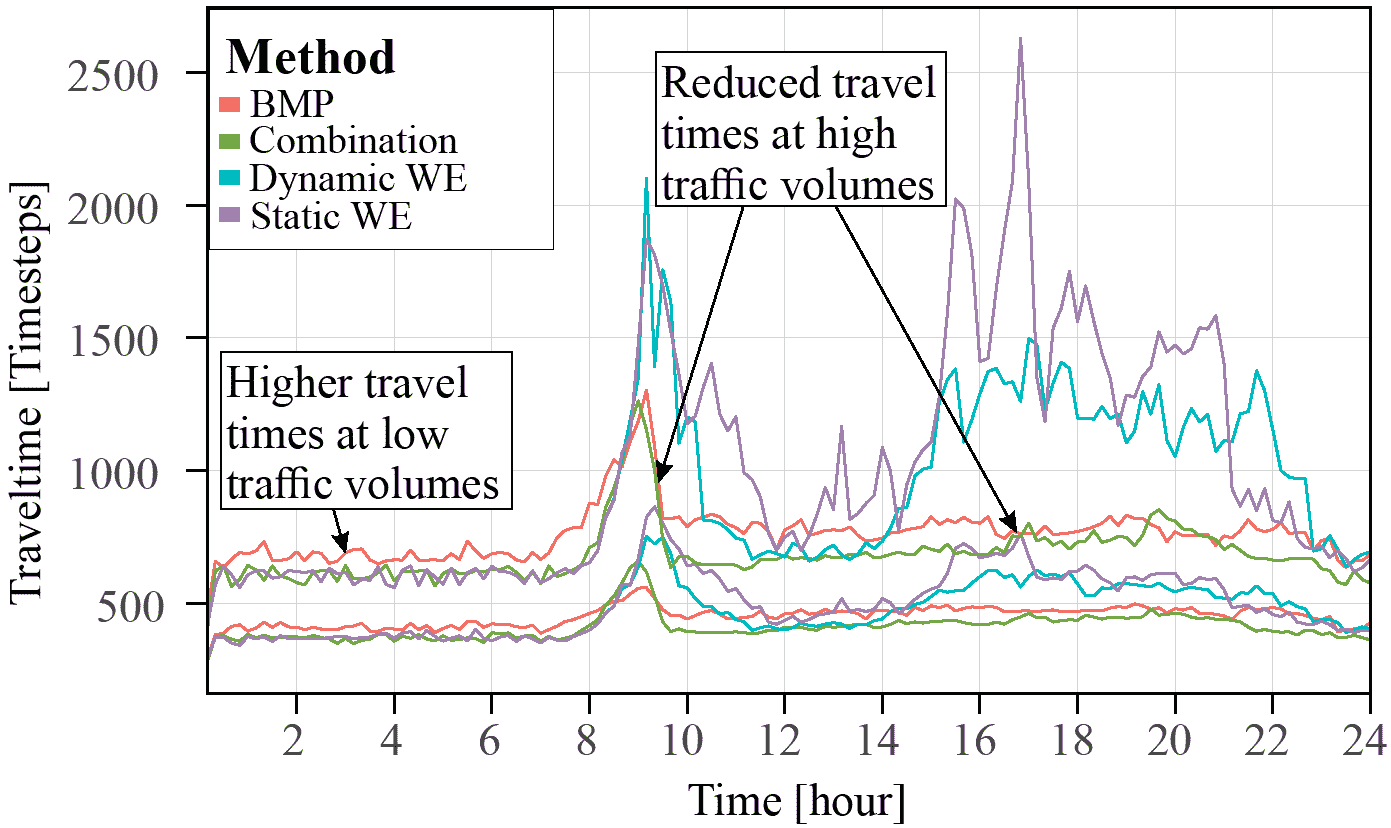 Method
BMP
Combination
Dynamic WE
Static WE
Reduced travel
times at high
traffic volumes
Higher travel
times at low
traffic volumes
2500
2000
1500
1000
500
Traveltime [Timesteps]
2 4 6 8 10 12 14 16 18 20 22 24
Time [hour]